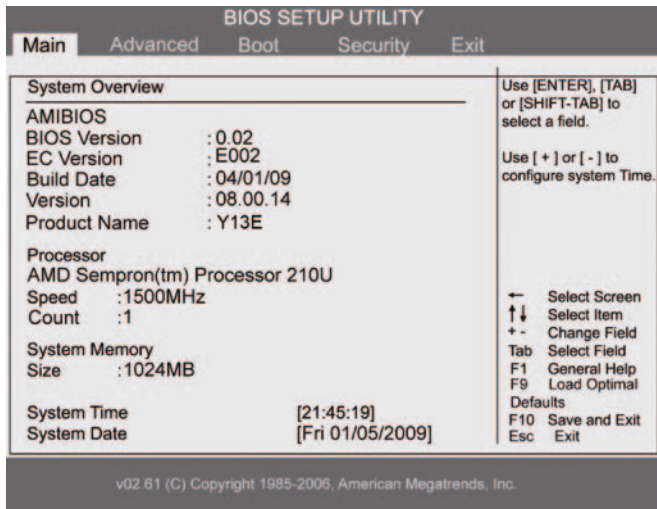 BIOS SETUP UTILITY
Main Advanced Boot Security Exit
System Overview
AMIBIOS
BIOS Version : 0.02
EC Version : E002
Build Date : 04/01/09
Version : 08.00.14
Product Name : Y13E
Processor
AMD Sempron(tm) Processor 210U
Speed :1500MHz
Count :1
System Memory
Size :1024MB
System Time [21:45:19]
System Date [Fri 01/05/2009]
Use [ENTER], [TAB]
or [SHIFT-TAB] to
select a field.
Use [ + ] or [ - ] to
configure system Time.
← Select Screen
↑↓ Select Item
+ - Change Field
Tab Select Field
F1 General Help
F9 Load Optimal
Defaults
F10 Save and Exit
Esc Exit
v02.61 (C) Copyright 1985-2006, American Megatrends, Inc.